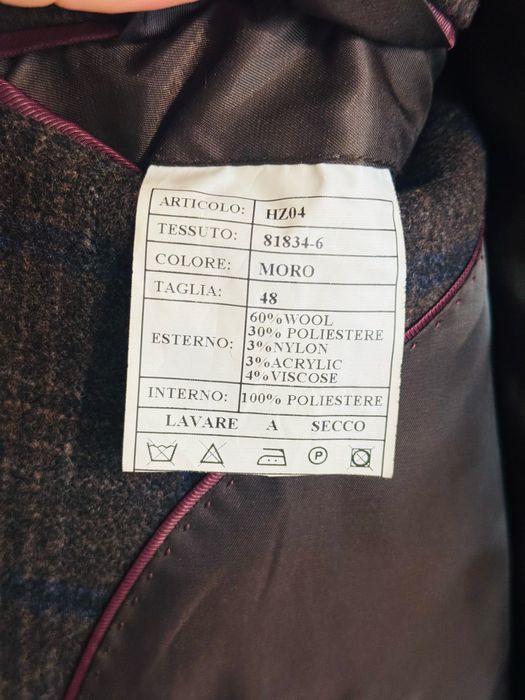 ARTICOLO: HZ04
TESSUTO: 81834-6
COLORE: MORO
TAGLIA: 48
ESTERNO: 60%WOOL
30% POLIESTERE
3%NYLON
3%ACRYLIC
4%VISCOSE
INTERNO: 100% POLIESTERE
LAVARE A SECCO
P